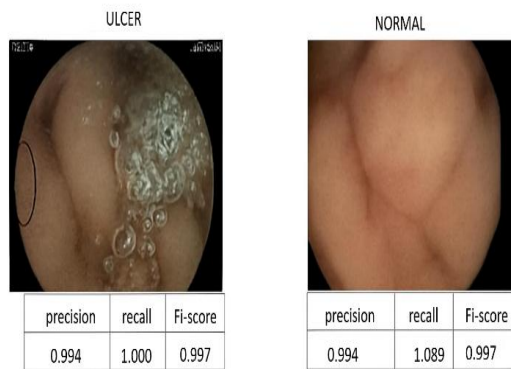 ULCER
NORMAL
precision recall Fi-score
0.994 1.000 0.997
precision recall Fi-score
0.994 1.089 0.997